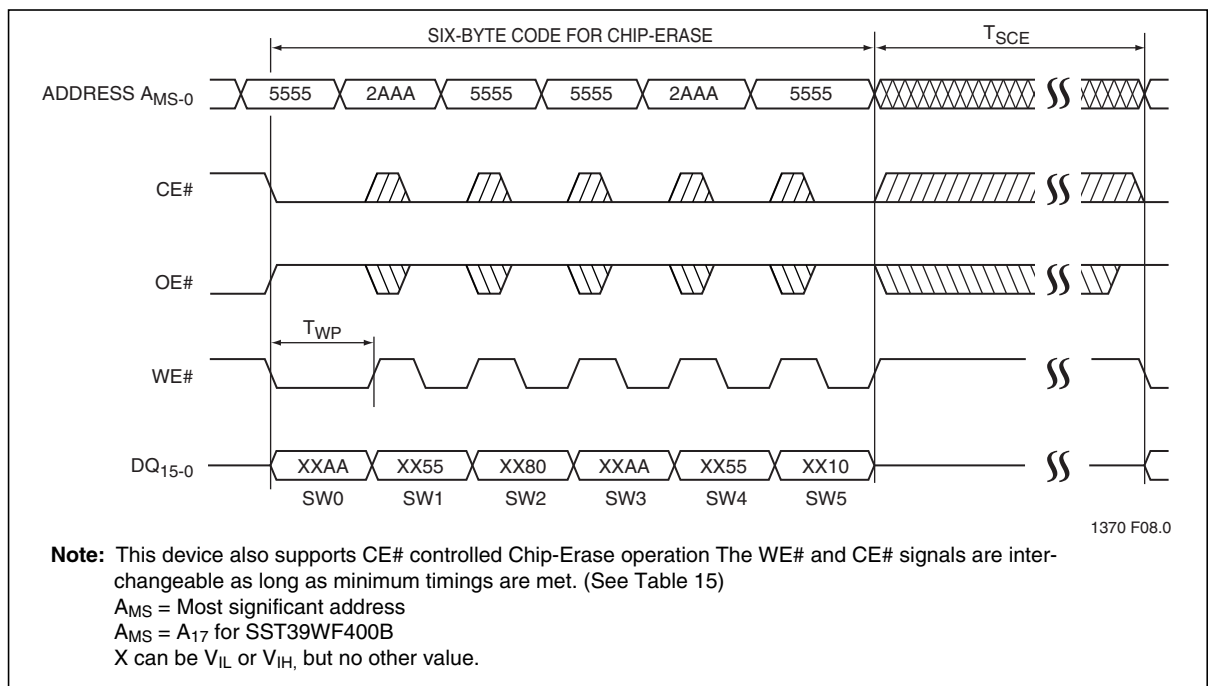 SIX-BYTE CODE FOR CHIP-ERASE
TSCE
ADDRESS AMS-0
5555 2AAA 5555 5555 2AAA 5555
CE#
OE#
TWP
WE#
DQ15-0
XXAA XX55 XX80 XXAA XX55 XX10
SW0 SW1 SW2 SW3 SW4 SW5
1370 F08.0
Note: This device also supports CE# controlled Chip-Erase operation The WE# and CE# signals are inter-
changeable as long as minimum timings are met. (See Table 15)
AMS = Most significant address
AMS = A17 for SST39WF400B
X can be VIL or VIH, but no other value.